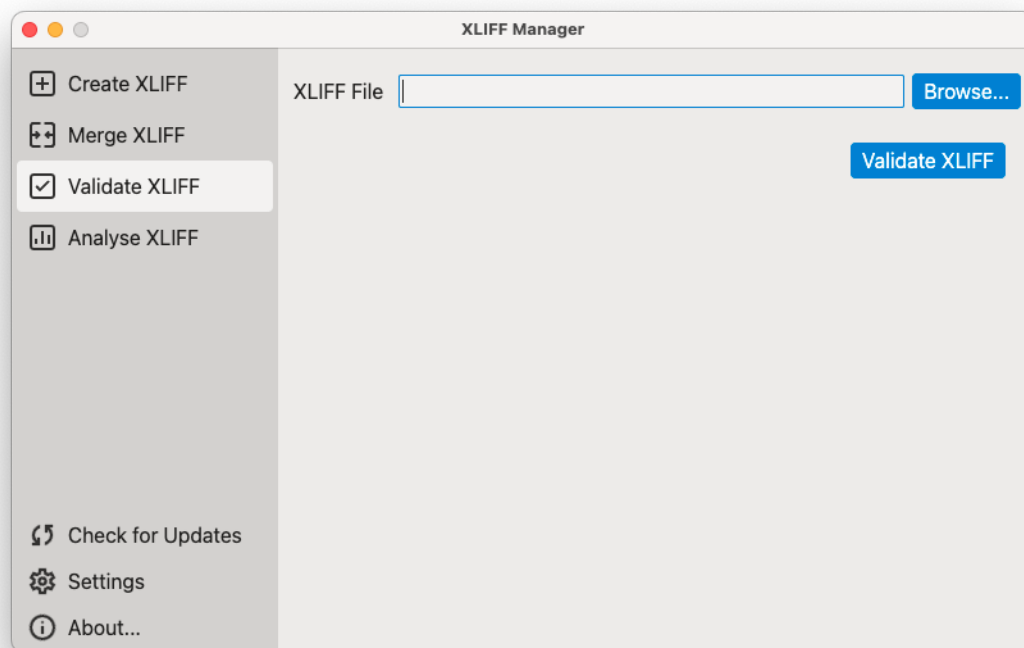 XLIFF Manager
Create XLIFF
Merge XLIFF
Validate XLIFF
Analyse XLIFF
Check for Updates
Settings
About...
XLIFF File
Browse...
Validate XLIFF